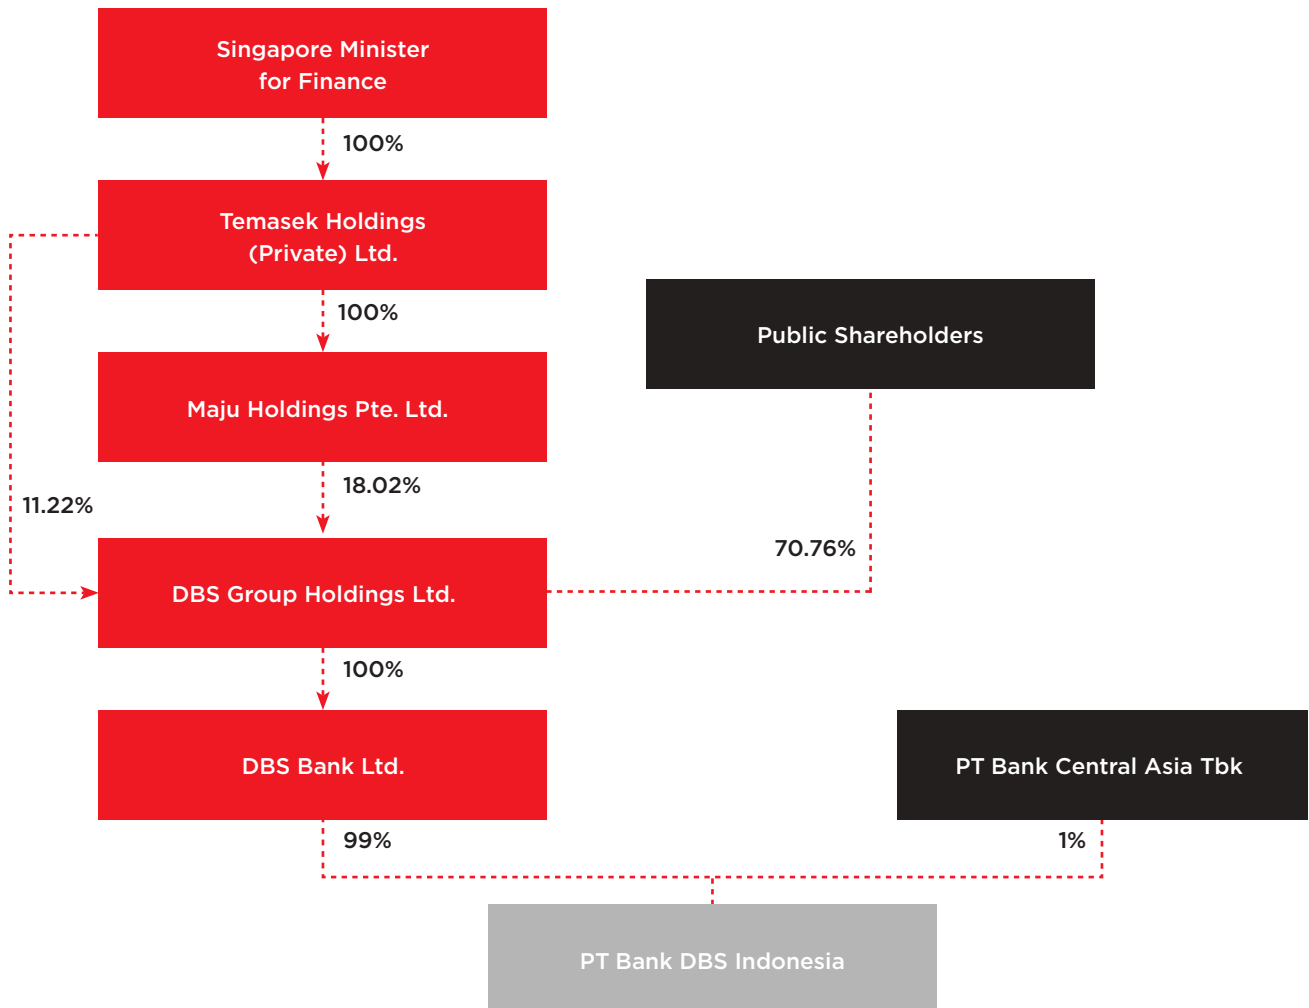 Singapore Minister
for Finance
100%
Temasek Holdings
(Private) Ltd.
100%
Public Shareholders
Maju Holdings Pte. Ltd.
18.02%
11.22%
70.76%
DBS Group Holdings Ltd.
100%
DBS Bank Ltd.
PT Bank Central Asia Tbk
99%
1%
PT Bank DBS Indonesia